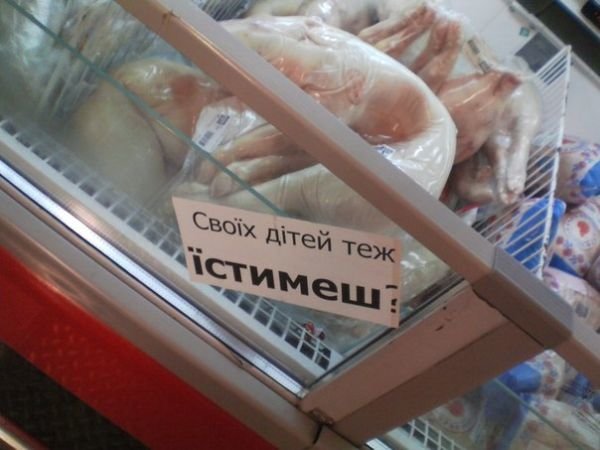 Своїх дітей теж
їстимеш?